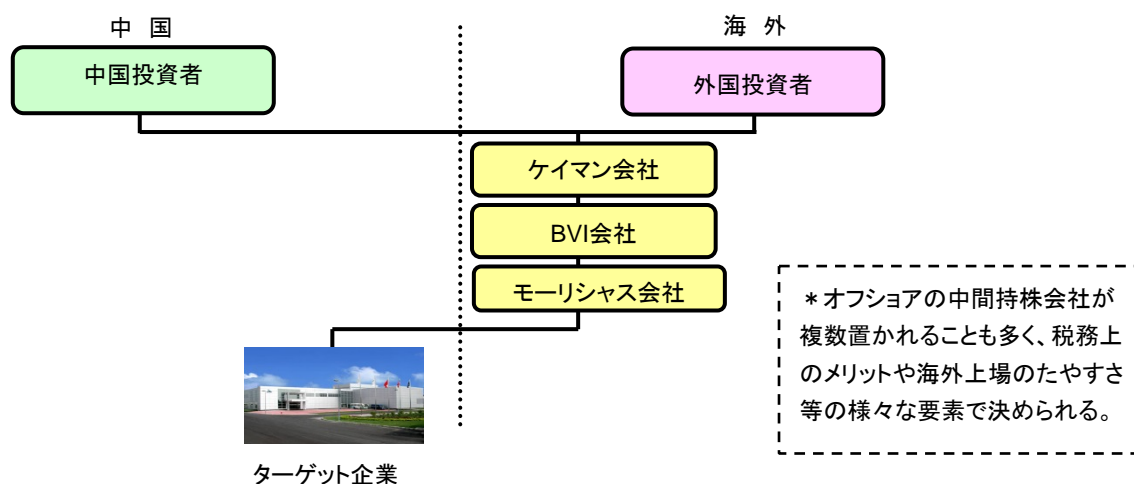 中 国
海 外
中国投資者
外国投資者
ケイマン会社
BVI会社
モーリシャス会社
＊オフショアの中間持株会社が
複数置かれることも多く、税務上
のメリットや海外上場のたやすさ
等の様々な要素で決められる。
ターゲット企業